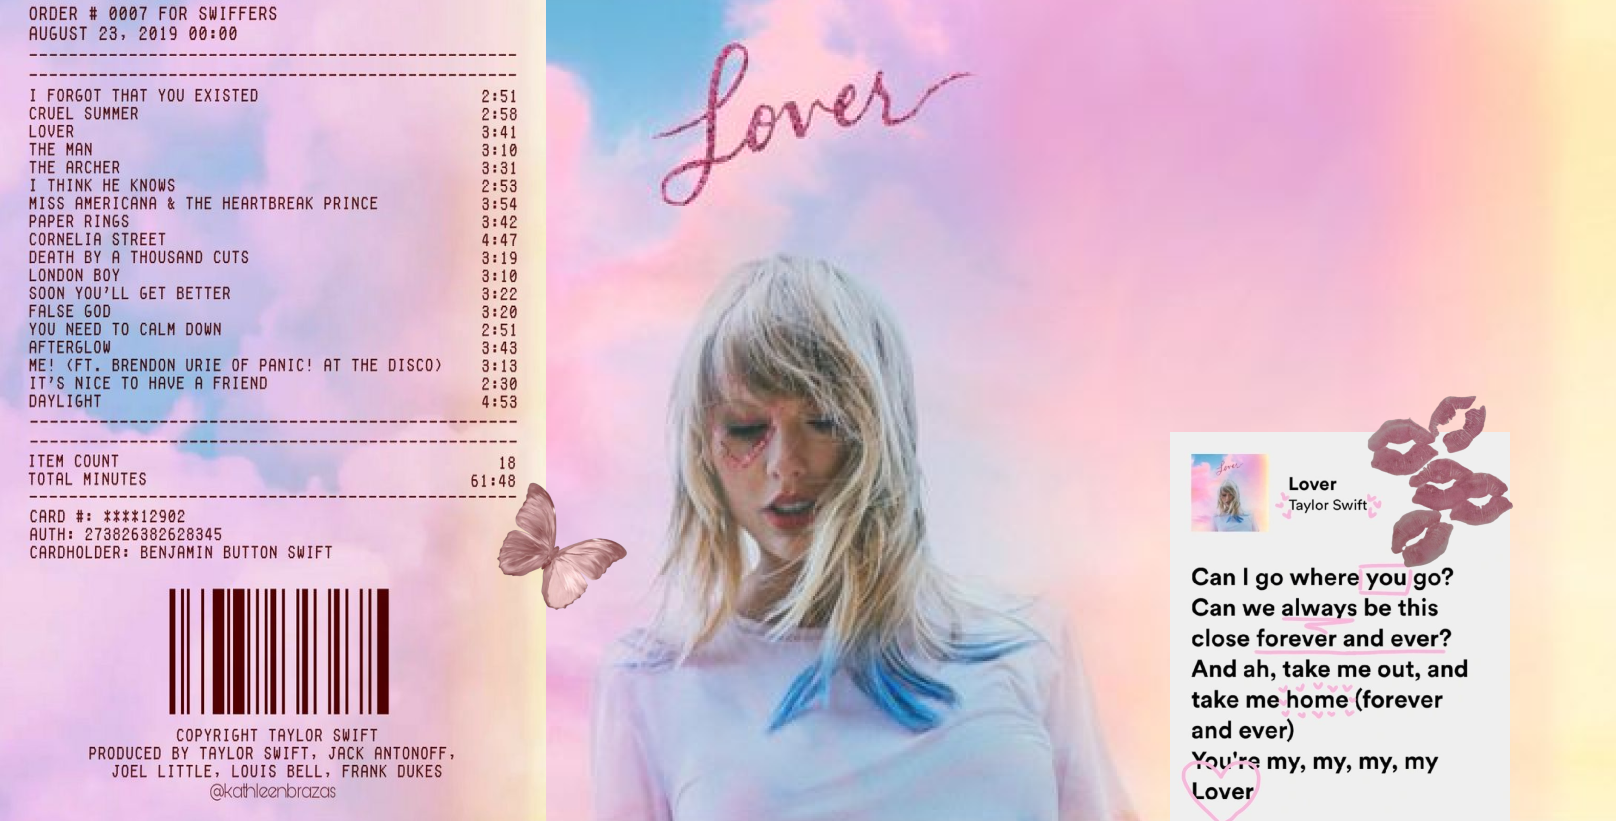 ORDER # 0007 FOR SWIFFERS
AUGUST 23, 2019 00:00
I FORGOT THAT YOU EXISTED 2:51
CRUEL SUMMER 2:58
LOVER 3:41
THE MAN 3:10
THE ARCHER 3:31
I THINK HE KNOWS 2:53
MISS AMERICANA & THE HEARTBREAK PRINCE 3:54
PAPER RINGS 3:42
CORNELIA STREET 4:47
DEATH BY A THOUSAND CUTS 3:19
LONDON BOY 3:10
SOON YOU'LL GET BETTER 3:22
FALSE GOD 3:20
YOU NEED TO CALM DOWN 2:51
AFTERGLOW 3:43
ME! (FT. BRENDON URIE OF PANIC! AT THE DISCO) 3:13
IT'S NICE TO HAVE A FRIEND 2:30
DAYLIGHT 4:53
ITEM COUNT 18
TOTAL MINUTES 61:48
CARD #: ****12902
AUTH: 273826382628345
CARDHOLDER: BENJAMIN BUTTON SWIFT
COPYRIGHT TAYLOR SWIFT
PRODUCED BY TAYLOR SWIFT, JACK ANTONOFF,
JOEL LITTLE, LOUIS BELL, FRANK DUKES
@kathleenbrazas
Lover
Lover
Lover
Taylor Swift
Can I go where you go?
Can we always be this
close forever and ever?
And ah, take me out, and
take me home (forever
and ever)
You're my, my, my, my
Lover